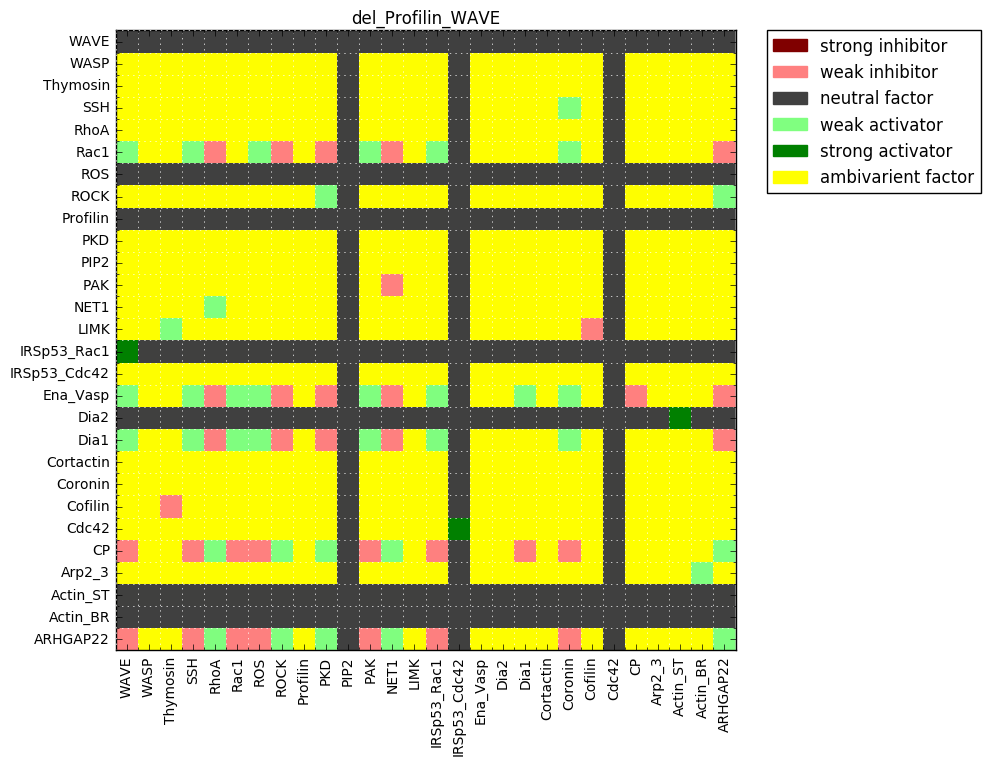 del_Profilin_WAVE
WAVE
WASP
Thymosin
SSH
RhoA
Rac1
ROS
ROCK
Profilin
PKD
PIP2
PAK
NET1
LIMK
IRSp53_Rac1
IRSp53_Cdc42
Ena_Vasp
Dia2
Dia1
Cortactin
Coronin
Cofilin
Cdc42
CP
Arp2_3
Actin_ST
Actin_BR
ARHGAP22
WAVE
WASP
Thymosin
SSH
RhoA
Rac1
ROS
ROCK
Profilin
PKD
PIP2
PAK
NET1
LIMK
IRSp53_Rac1
IRSp53_Cdc42
Ena_Vasp
Dia2
Dia1
Cortactin
Coronin
Cofilin
Cdc42
CP
Arp2_3
Actin_ST
Actin_BR
ARHGAP22
strong inhibitor
weak inhibitor
neutral factor
weak activator
strong activator
ambivarient factor